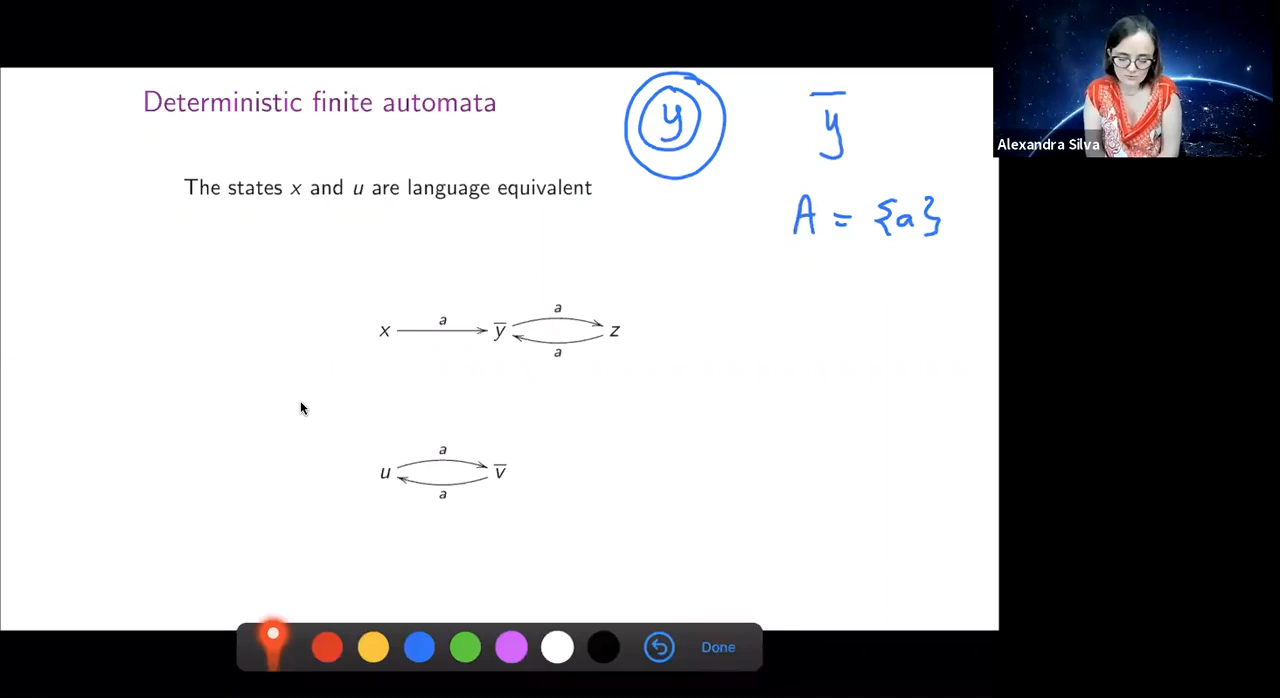 Deterministic finite automata
y
y̅
Alexandra Silva
The states x and u are language equivalent
A = {a}
a
a
x
y̅
z
a
a
u
v̅
a
Done